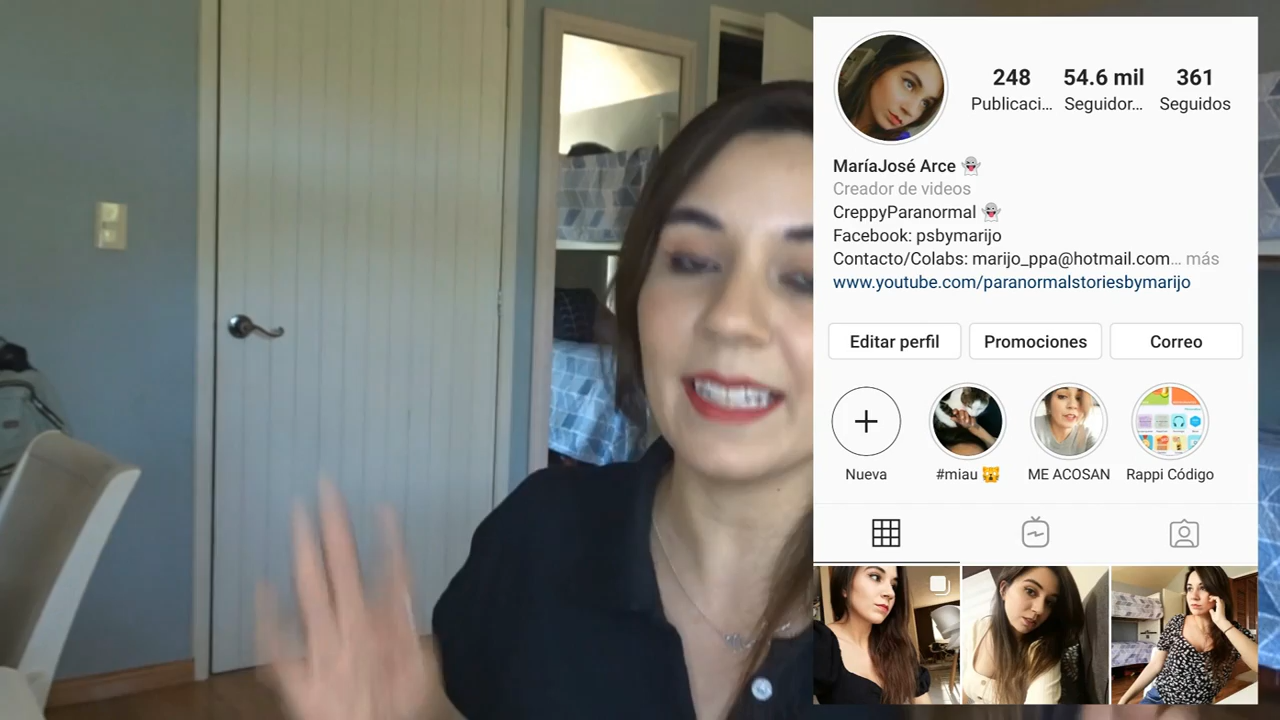 248 54.6 mil 361
Publicaci... Seguidor... Seguidos
MaríaJosé Arce 👻
Creador de videos
CreppyParanormal 👻
Facebook: psbymarijo
Contacto/Colabs: marijo_ppa@hotmail.com... más
www.youtube.com/paranormalstoriesbymarijo
Editar perfil Promociones Correo
Nueva #miau 🐱 ME ACOSAN Rappi Código